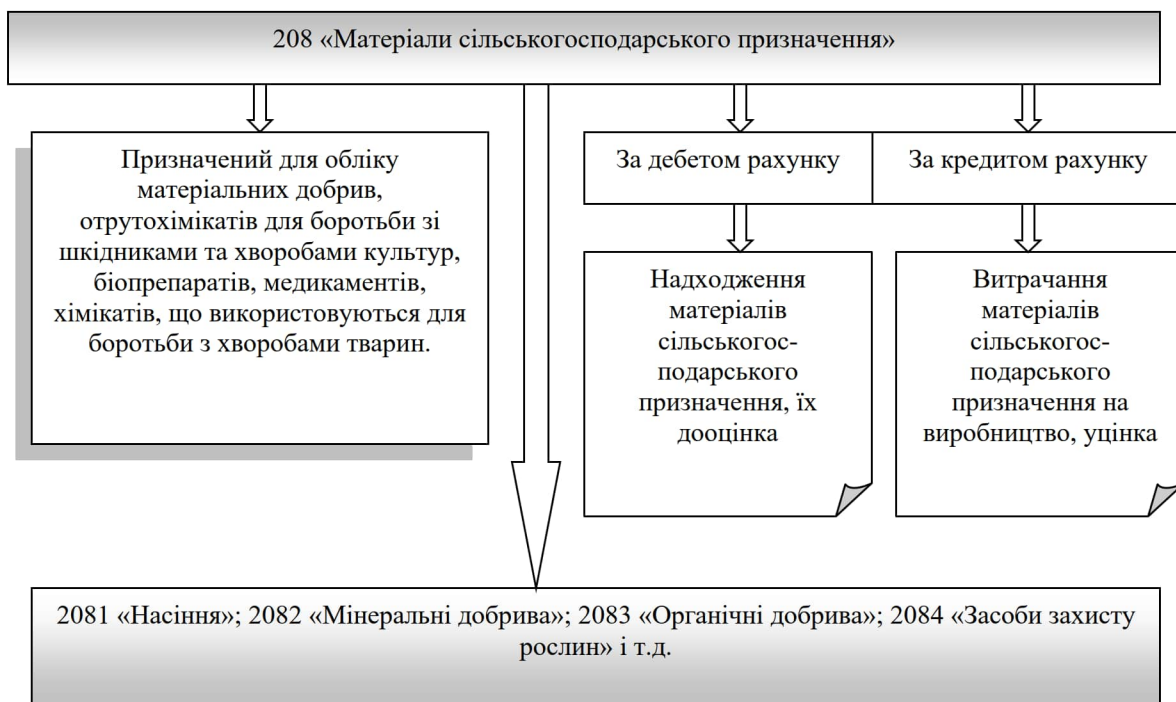 208 «Матеріали сільськогосподарського призначення»
Призначений для обліку
матеріальних добрив,
отрутохімікатів для боротьби зі
шкідниками та хворобами культур,
біопрепаратів, медикаментів,
хімікатів, що використовуються для
боротьби з хворобами тварин.
За дебетом рахунку
За кредитом рахунку
Надходження
матеріалів
сільськогос-
подарського
призначення, їх
дооцінка
Витрачання
матеріалів
сільськогос-
подарського
призначення на
виробництво, уцінка
2081 «Насіння»; 2082 «Мінеральні добрива»; 2083 «Органічні добрива»; 2084 «Засоби захисту
рослин» і т.д.